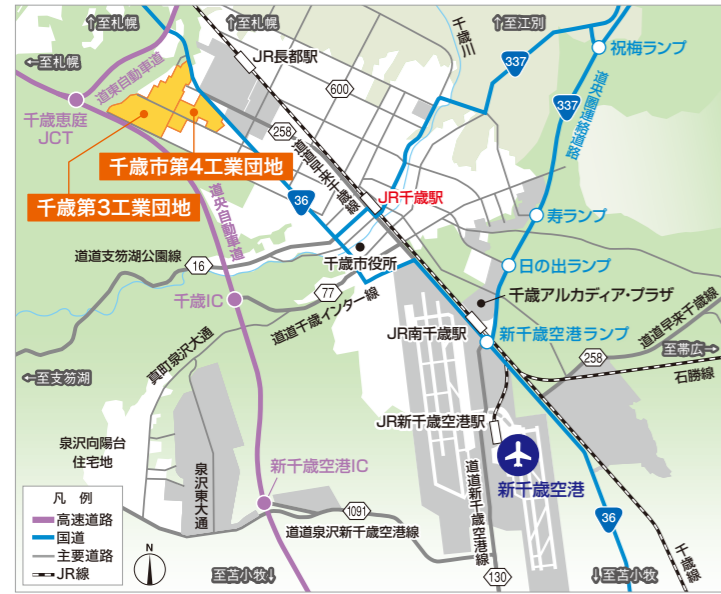 ↑至札幌
↑至札幌
千歳川
↑至江別
337
祝梅ランプ
←至札幌
道東自動車道
JR長都駅
337
道央圏連絡道路
600
千歳恵庭
JCT
258
道道早来千歳線
千歳市第4工業団地
千歳第3工業団地
36
JR千歳駅
道央自動車道
寿ランプ
道道支笏湖公園線
16
千歳市役所
日の出ランプ
77
千歳IC
道道千歳インター線
千歳アルカディア・プラザ
JR南千歳駅
新千歳空港ランプ
道道早来千歳線
258
至帯広→
石勝線
真町泉沢大通
←至支笏湖
JR新千歳空港駅
泉沢向陽台
住宅地
泉沢東大通
新千歳空港IC
新千歳空港
道道新千歳空港線
凡 例
高速道路
国道
主要道路
JR線
N
1091
道道泉沢新千歳空港線
36
千歳線
至苫小牧↓
130
↓至苫小牧